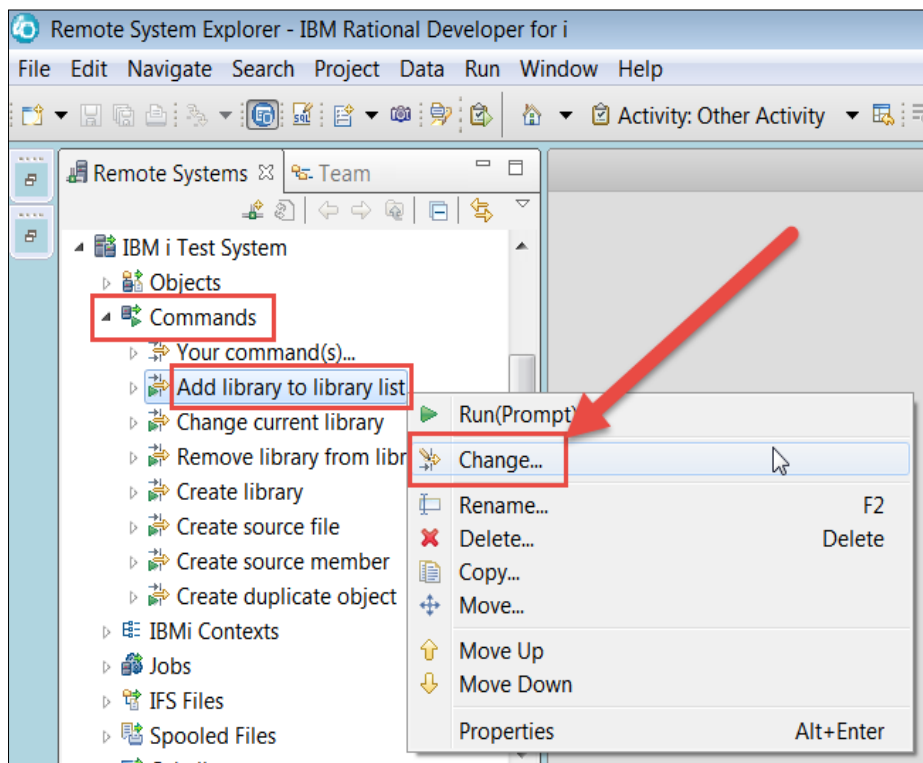 Remote System Explorer - IBM Rational Developer for i
File Edit Navigate Search Project Data Run Window Help
SQL Activity: Other Activity
Remote Systems Team
IBM i Test System
Objects
Commands
Your command(s)...
Add library to library list
Run(Prompt)
Change current library
Change...
Remove library from libr
Create library
Rename... F2
Create source file
Delete... Delete
Create source member
Copy...
Create duplicate object
Move...
IBMi Contexts
Move Up
Jobs
Move Down
IFS Files
Spooled Files
Properties Alt+Enter